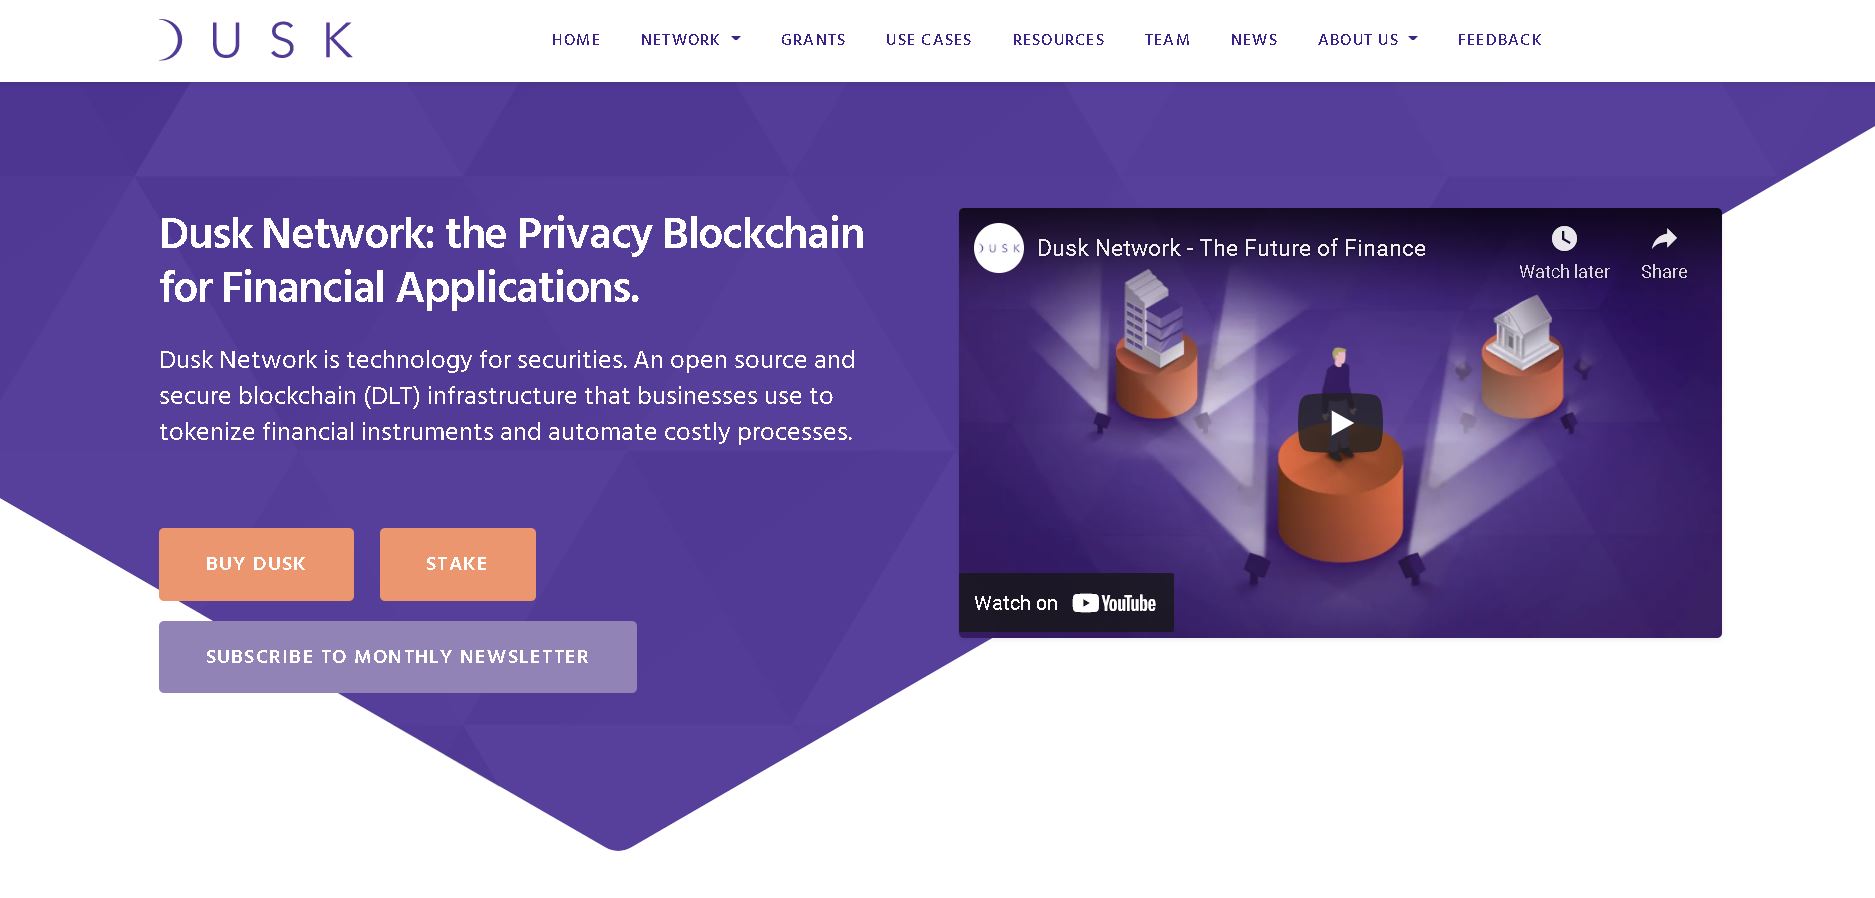 DUSK
HOME NETWORK GRANTS USE CASES RESOURCES TEAM NEWS ABOUT US FEEDBACK
Dusk Network: the Privacy Blockchain
for Financial Applications.
Dusk Network is technology for securities. An open source and
secure blockchain (DLT) infrastructure that businesses use to
tokenize financial instruments and automate costly processes.
BUY DUSK STAKE
SUBSCRIBE TO MONTHLY NEWSLETTER
DUSK Dusk Network - The Future of Finance
Watch later Share
Watch on YouTube